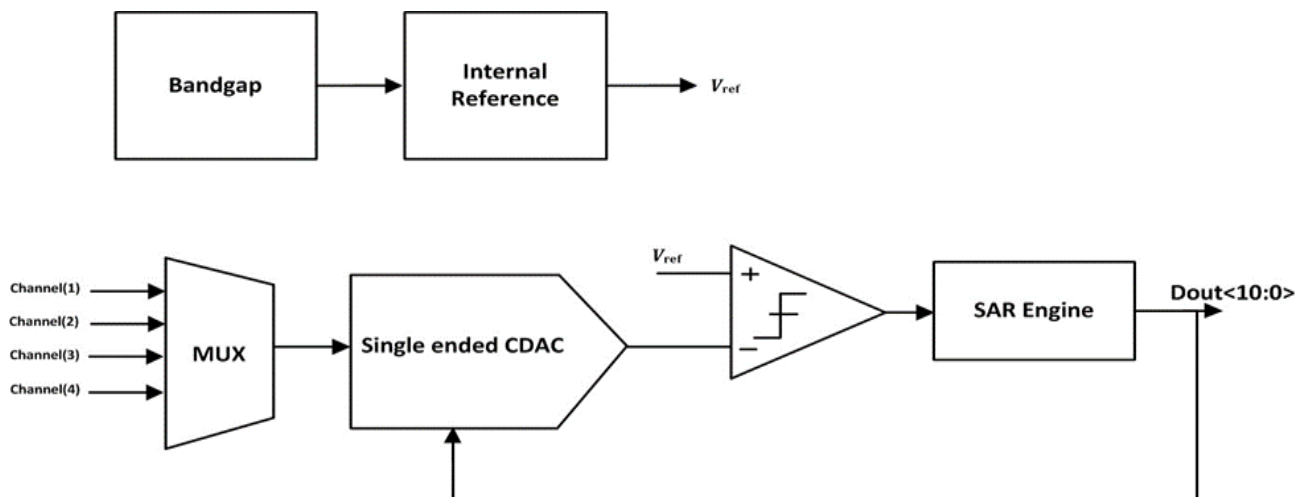 Bandgap
Internal
Reference
Vref
Channel(1)
Channel(2)
Channel(3)
Channel(4)
MUX
Single ended CDAC
Vref
+
−
SAR Engine
Dout<10:0>